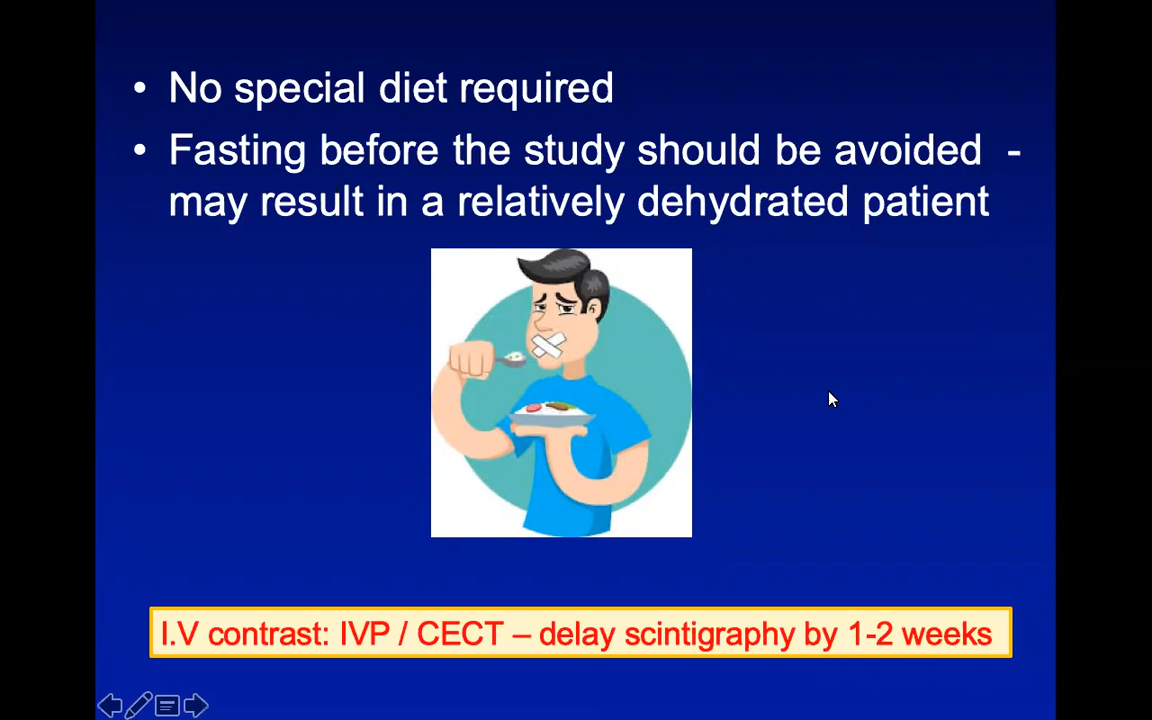 • No special diet required
• Fasting before the study should be avoided -
may result in a relatively dehydrated patient
I.V contrast: IVP / CECT – delay scintigraphy by 1-2 weeks